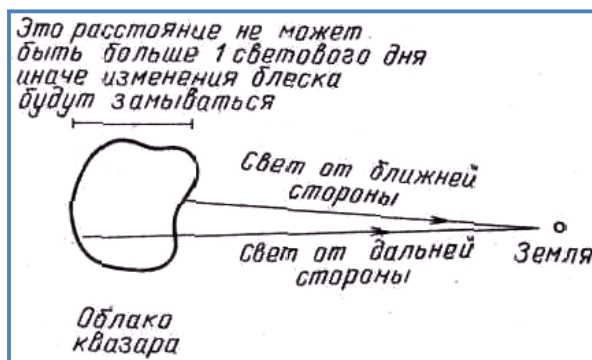 Это расстояние не может
быть больше 1 светового дня
иначе изменения блеска
будут замываться
Свет от ближней
стороны
Свет от дальней
стороны
Земля
Облако
квазара